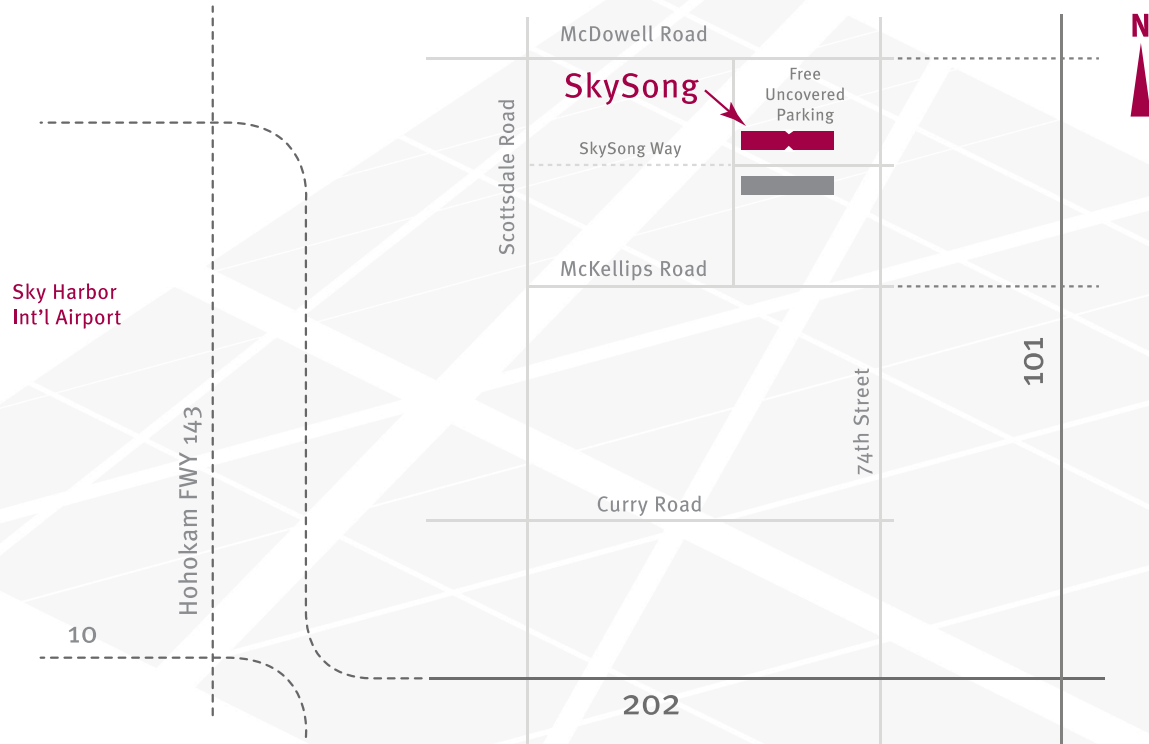 McDowell Road
N
SkySong
Free
Uncovered
Parking
SkySong Way
Scottsdale Road
McKellips Road
Sky Harbor
Int'l Airport
101
74th Street
Hohokam FWY 143
Curry Road
10
202